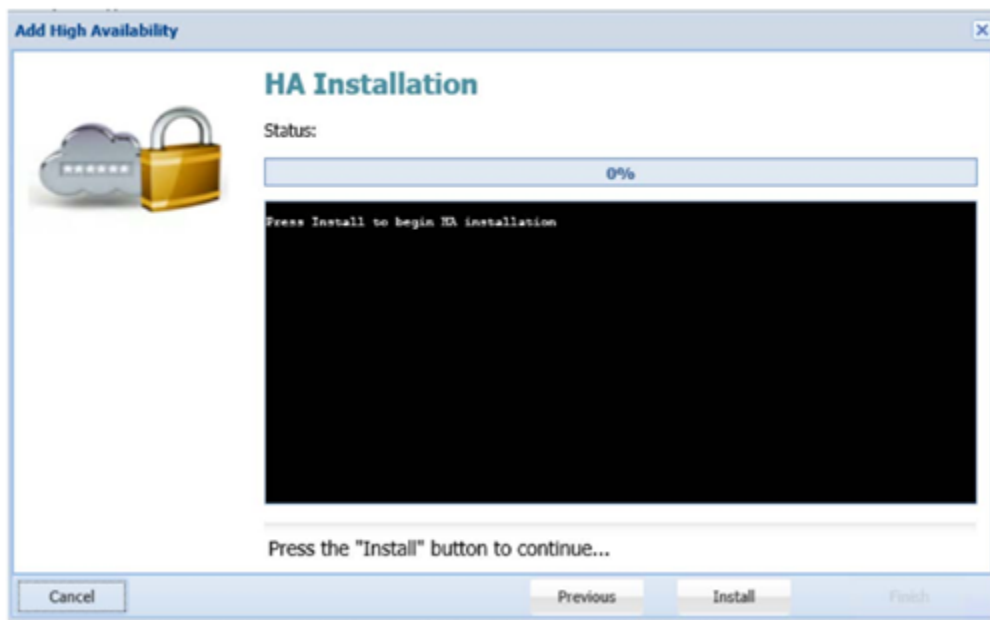 Add High Availability
HA Installation
Status:
0%
Press Install to begin HA installation
Press the "Install" button to continue...
Cancel
Previous
Install
Finish